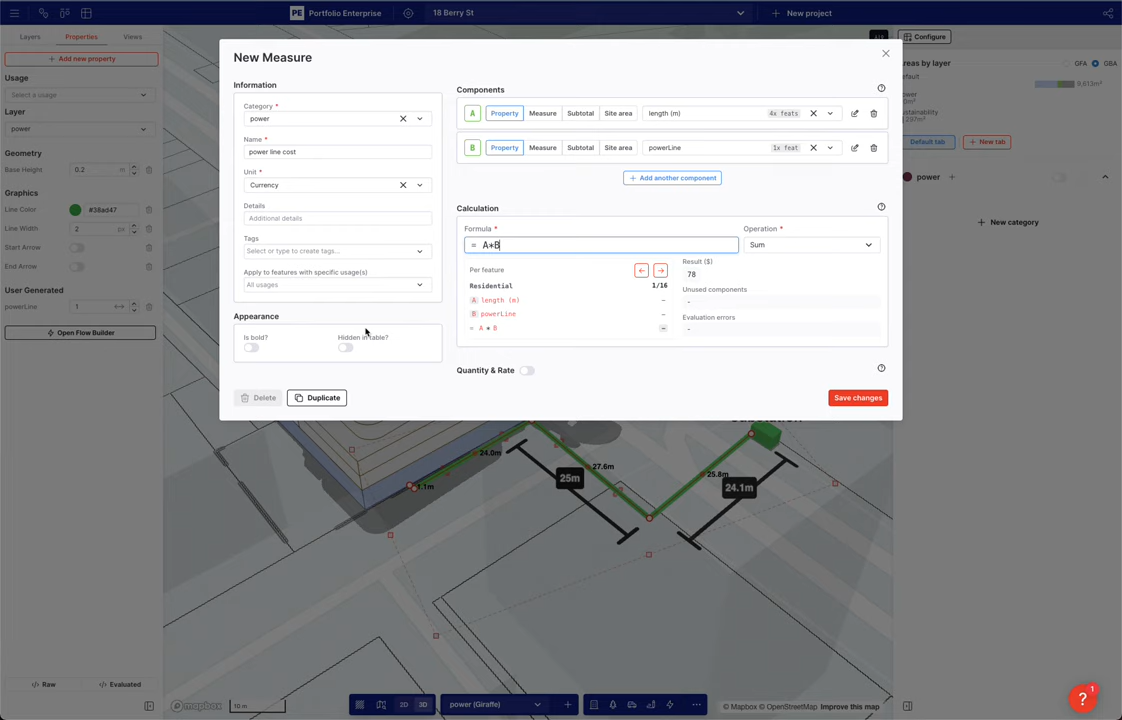 PE Portfolio Enterprise
18 Berry St
New project
Layers
Properties
Views
Add new property
Usage
Select a usage
Layer
power
Geometry
Base Height 0.2 m
Graphics
Line Color #38ad47
Line Width 2 px
Start Arrow
End Arrow
User Generated
powerLine 1
Open Flow Builder
Raw
Evaluated
New Measure
Information
Category *
power
Name *
power line cost
Unit *
Currency
Details
Additional details
Tags
Select or type to create tags...
Apply to features with specific usage(s)
All usages
Appearance
Is bold?
Hidden in table?
Delete
Duplicate
Components
A Property Measure Subtotal Site area length (m) 4x feats
B Property Measure Subtotal Site area powerLine 1x feat
+ Add another component
Calculation
Formula *
= A*B
Operation *
Sum
Per feature
Residential 1/16
A length (m) –
B powerLine –
= A * B –
Result ($)
78
Unused components
-
Evaluation errors
-
Quantity & Rate
Save changes
Configure
areas by layer
GFA
GBA
9,613m²
Default tab
+ New tab
power +
+ New category
24.0m
1.1m
27.6m
25m
25.8m
24.1m
mapbox
10 m
2D
3D
power (Giraffe)
© Mapbox © OpenStreetMap Improve this map
? 1